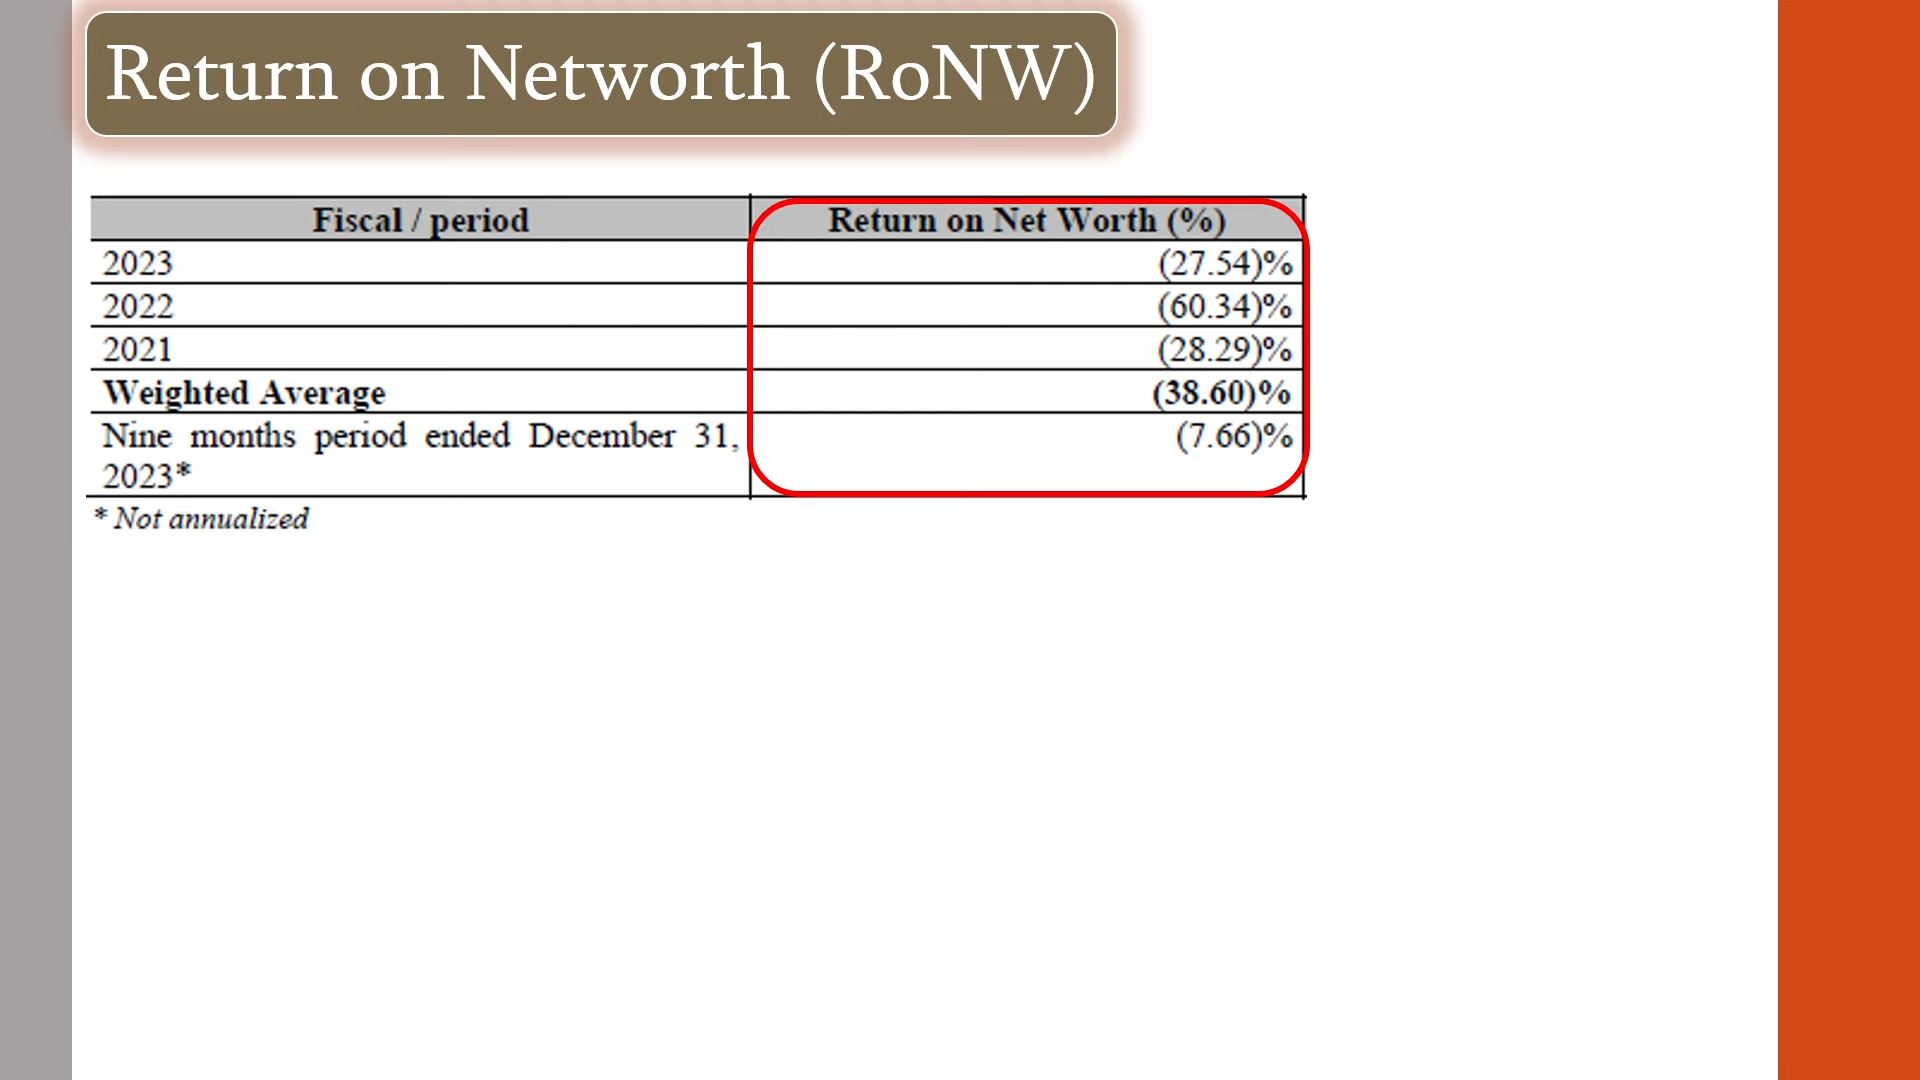 Return on Networth (RoNW)
Fiscal / period Return on Net Worth (%)
2023 (27.54)%
2022 (60.34)%
2021 (28.29)%
Weighted Average (38.60)%
Nine months period ended December 31, (7.66)%
2023*
* Not annualized